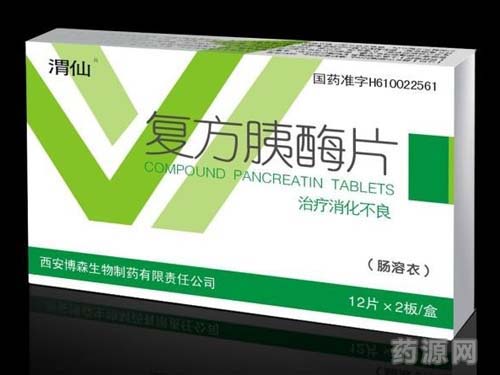 渭仙
国药准字H610022561
复方胰酶片
COMPOUND PANCREATIN TABLETS
治疗消化不良
(肠溶衣)
西安博森生物制药有限责任公司
12片×2板/盒
药源网